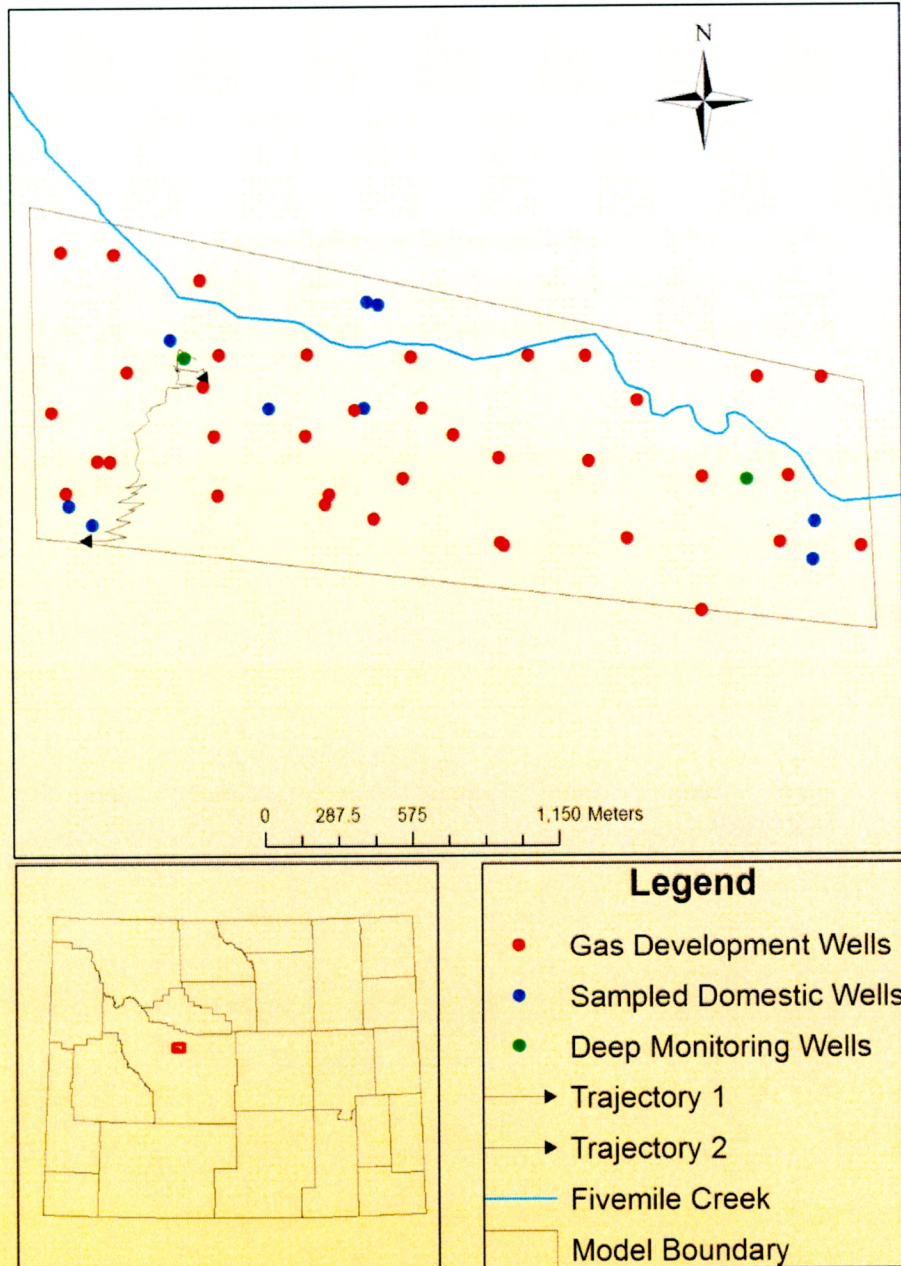 N
0 287.5 575 1,150 Meters
Legend
Gas Development Wells
Sampled Domestic Wells
Deep Monitoring Wells
Trajectory 1
Trajectory 2
Fivemile Creek
Model Boundary